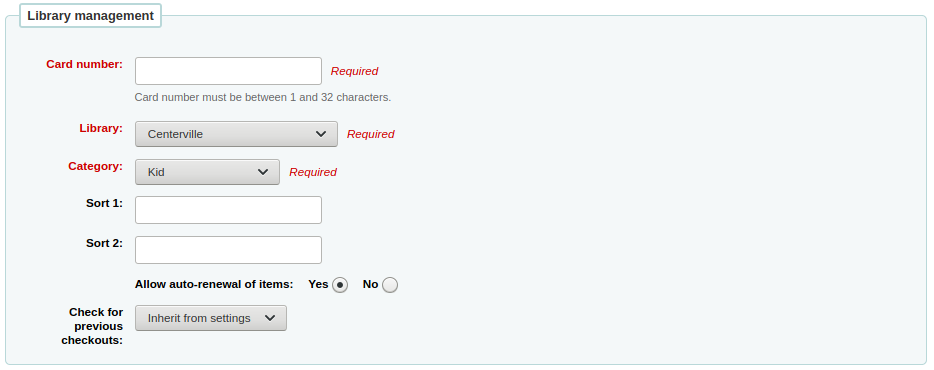 Library management
Card number: Required
Card number must be between 1 and 32 characters.
Library: Centerville Required
Category: Kid Required
Sort 1:
Sort 2:
Allow auto-renewal of items: Yes No
Check for previous checkouts: Inherit from settings